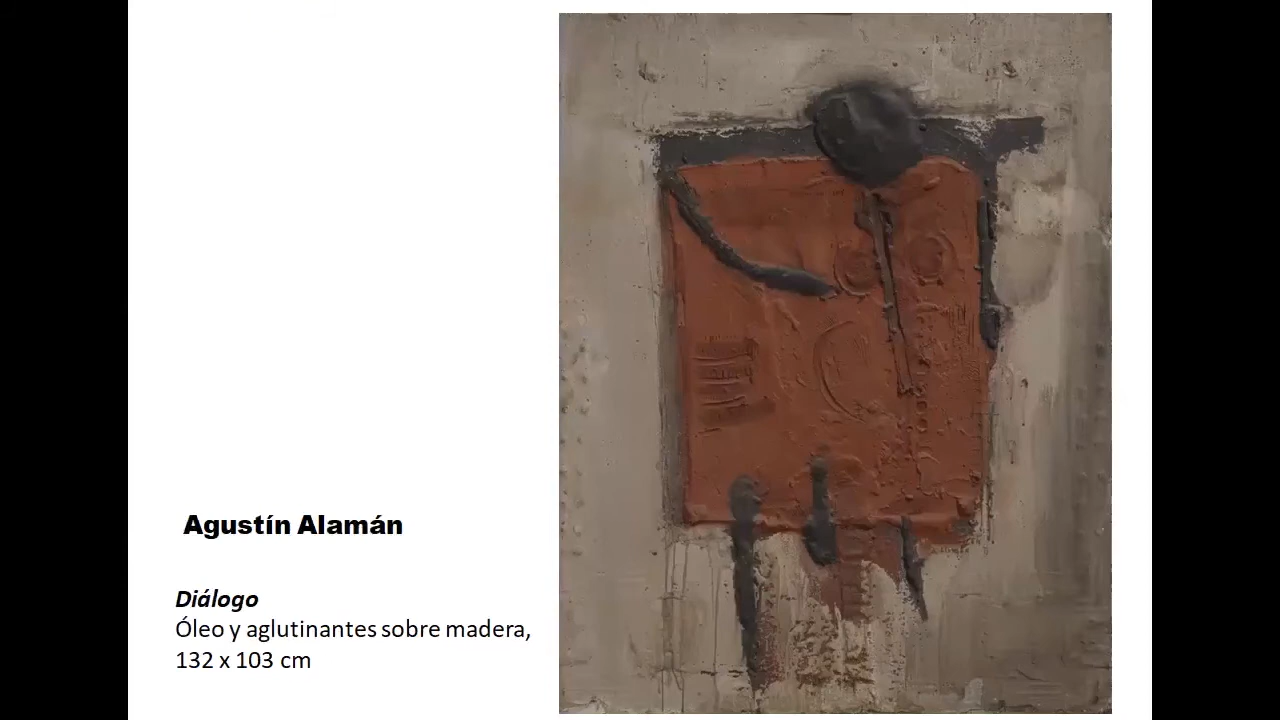 Agustín Alamán
Diálogo
Óleo y aglutinantes sobre madera,
132 x 103 cm